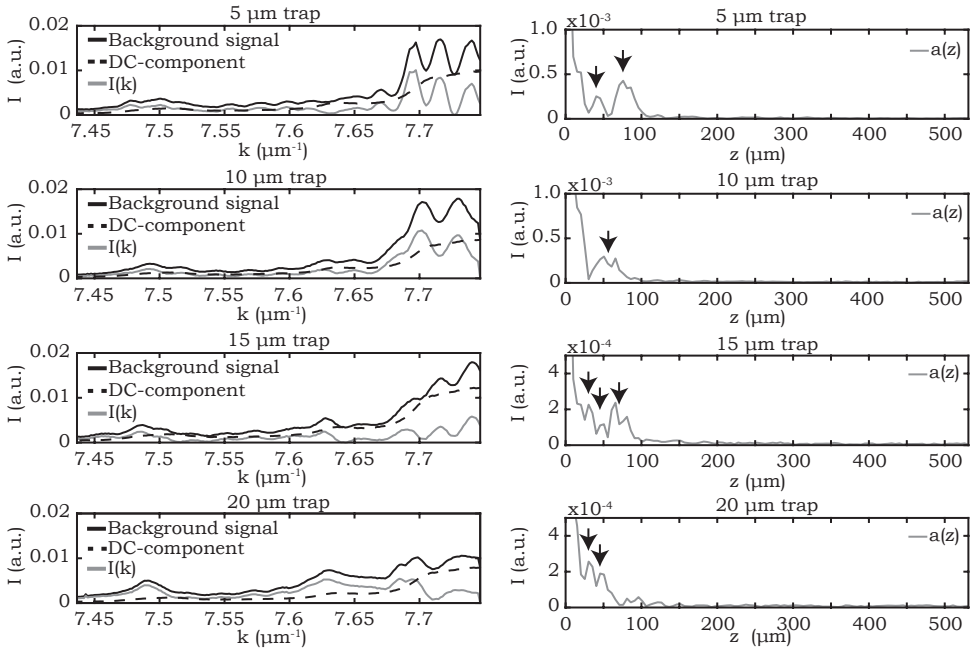 5 µm trap
0.02
0.01
0
I (a.u.)
Background signal
DC-component
I(k)
7.45 7.5 7.55 7.6 7.65 7.7
k (µm⁻¹)
5 µm trap
x10⁻³
1.0
0.5
0
I (a.u.)
a(z)
0 100 200 300 400 500
z (µm)
10 µm trap
0.02
0.01
0
I (a.u.)
Background signal
DC-component
I(k)
7.45 7.5 7.55 7.6 7.65 7.7
k (µm⁻¹)
10 µm trap
x10⁻³
1.0
0.5
0
I (a.u.)
a(z)
0 100 200 300 400 500
z (µm)
15 µm trap
0.02
0.01
0
I (a.u.)
Background signal
DC-component
I(k)
7.45 7.5 7.55 7.6 7.65 7.7
k (µm⁻¹)
15 µm trap
x10⁻⁴
4
2
0
I (a.u.)
a(z)
0 100 200 300 400 500
z (µm)
20 µm trap
0.02
0.01
0
I (a.u.)
Background signal
DC-component
I(k)
7.45 7.5 7.55 7.6 7.65 7.7
k (µm⁻¹)
20 µm trap
x10⁻⁴
4
2
0
I (a.u.)
a(z)
0 100 200 300 400 500
z (µm)